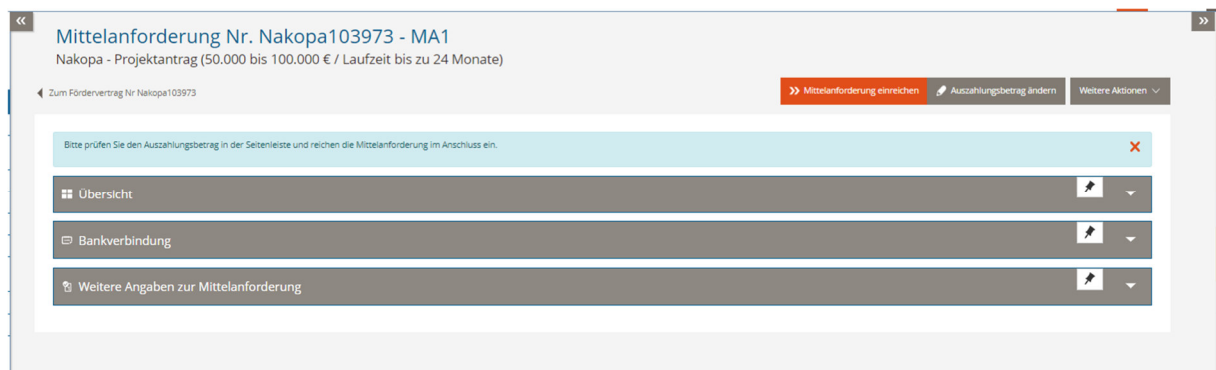 Mittelanforderung Nr. Nakopa103973 - MA1
Nakopa - Projektantrag (50.000 bis 100.000 € / Laufzeit bis zu 24 Monate)
Zum Fördervertrag Nr Nakopa103973
Mittelanforderung einreichen
Auszahlungsbetrag ändern
Weitere Aktionen
Bitte prüfen Sie den Auszahlungsbetrag in der Seitenleiste und reichen die Mittelanforderung im Anschluss ein.
Übersicht
Bankverbindung
Weitere Angaben zur Mittelanforderung